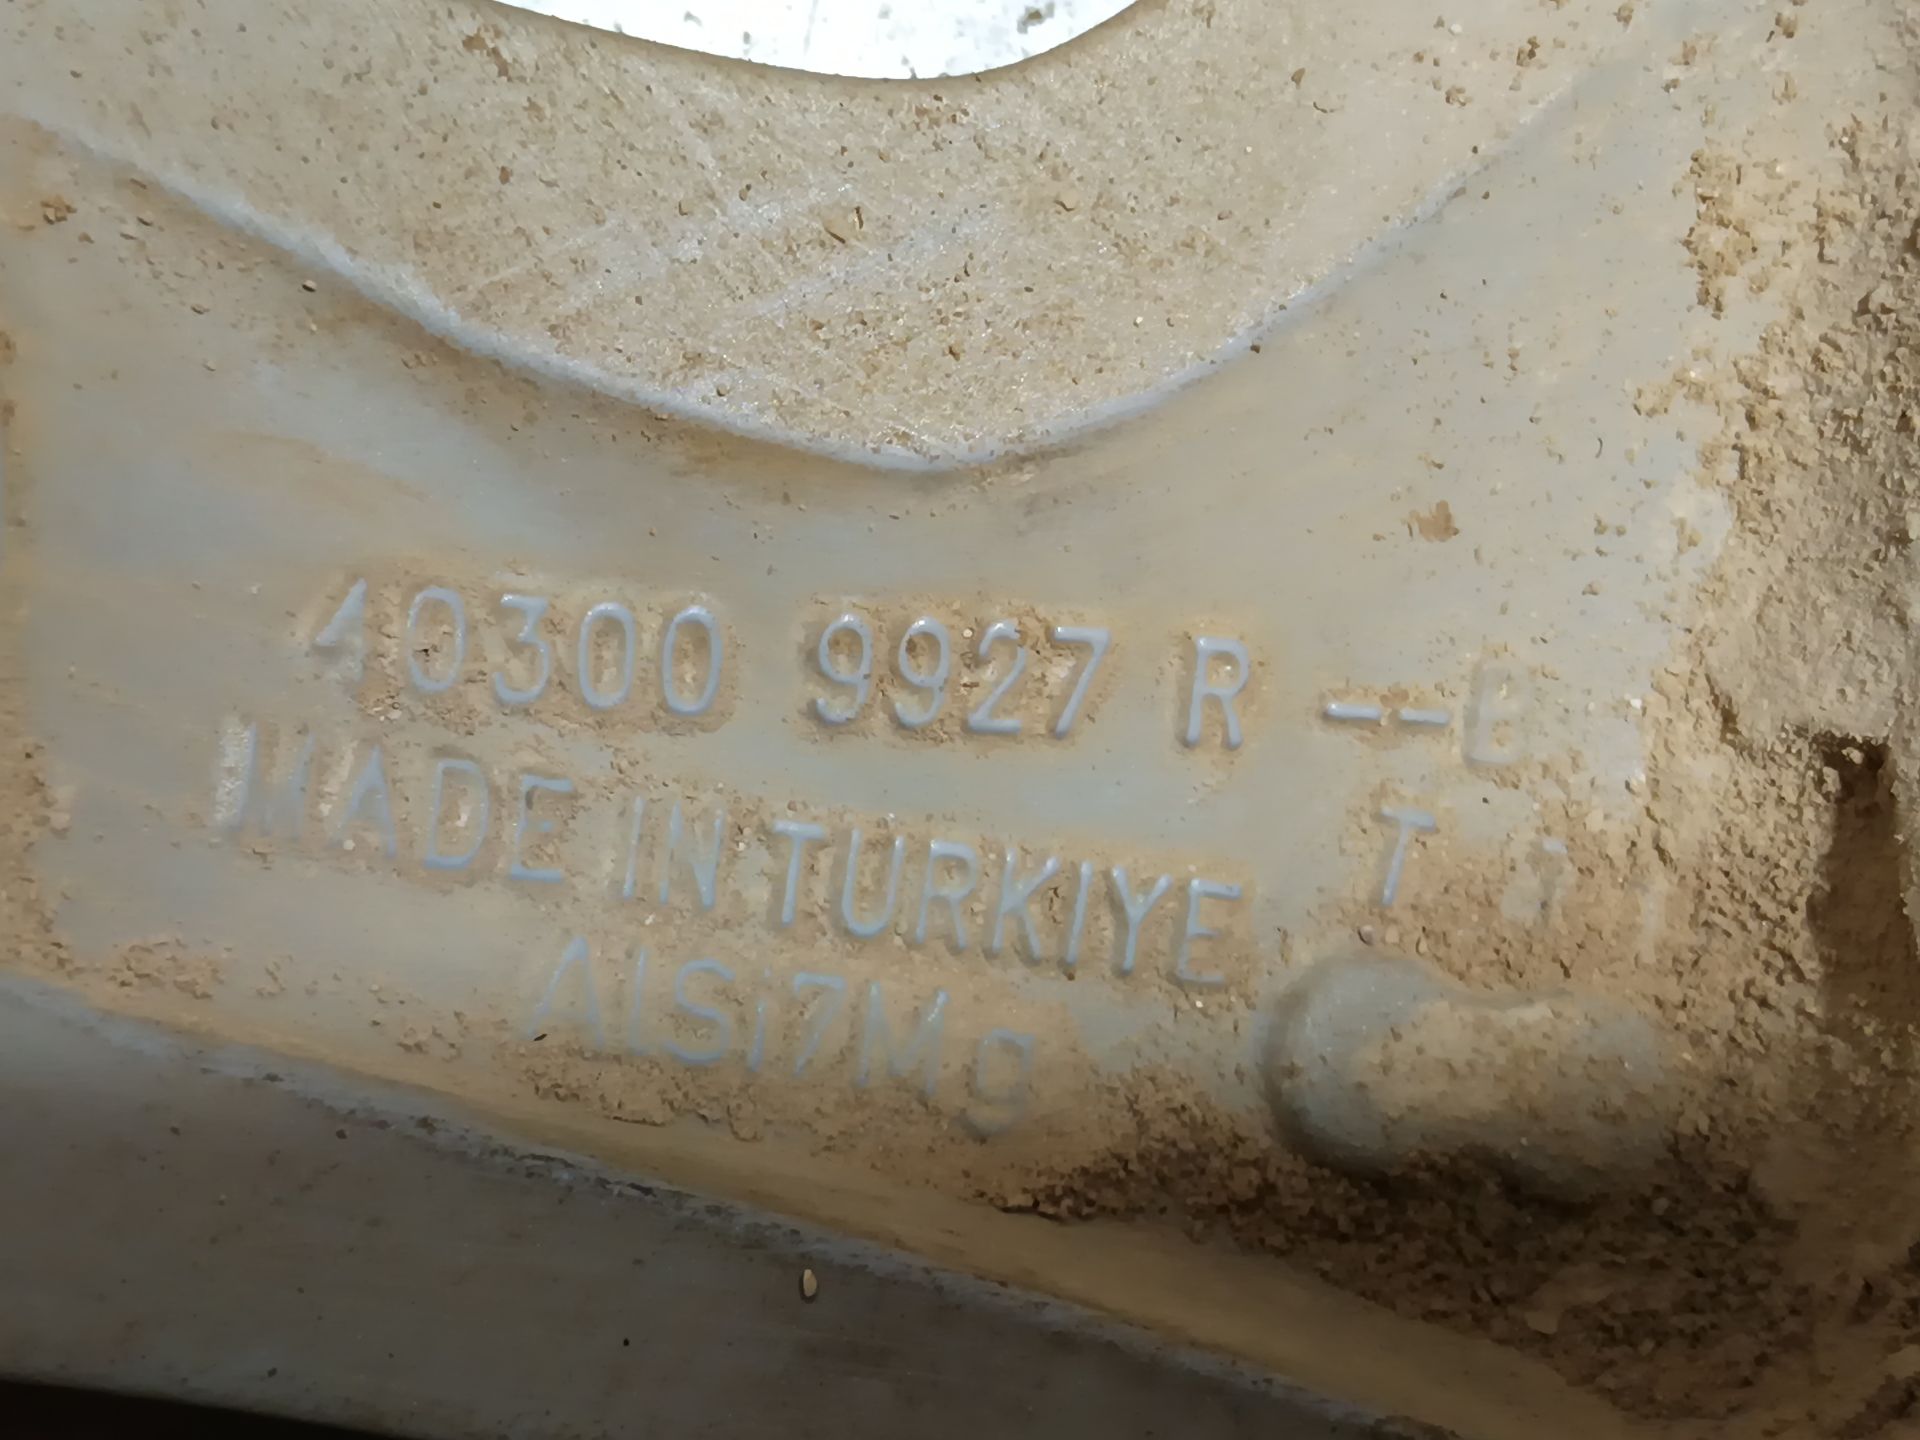 40300 9927 R --B
MADE IN TURKIYE T
AlSi7Mg